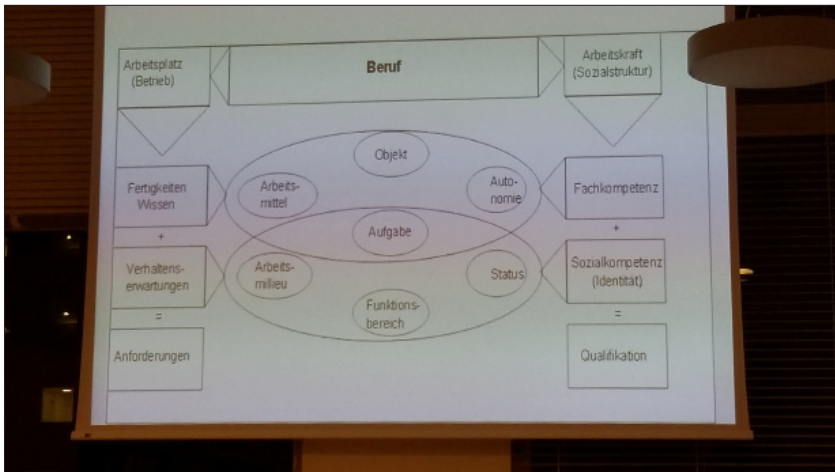 Arbeitsplatz
(Betrieb)
Beruf
Arbeitskraft
(Sozialstruktur)
Objekt
Fertigkeiten
Wissen
Arbeits-
mittel
Auto-
nomie
Fachkompetenz
+
Aufgabe
+
Verhaltens-
erwartungen
Arbeits-
millieu
Status
Sozialkompetenz
(Identität)
Funktions-
bereich
=
=
Anforderungen
Qualifikation